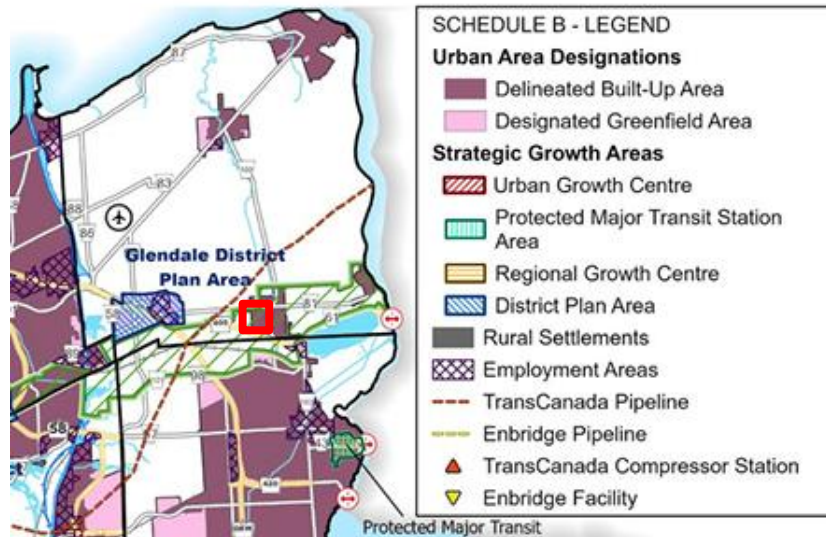 SCHEDULE B - LEGEND
Urban Area Designations
Delineated Built-Up Area
Designated Greenfield Area
Strategic Growth Areas
Urban Growth Centre
Protected Major Transit Station
Area
Regional Growth Centre
District Plan Area
Rural Settlements
Employment Areas
TransCanada Pipeline
Enbridge Pipeline
TransCanada Compressor Station
Enbridge Facility
87
83
88
86
Glendale District
Plan Area
81
61
98
58
420
QEW
Protected Major Transit